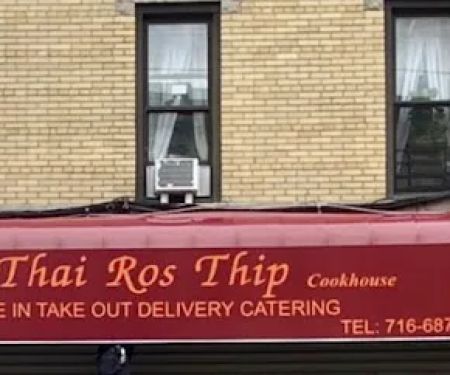 Thai Ros Thip Cookhouse
E IN TAKE OUT DELIVERY CATERING
TEL: 716-687